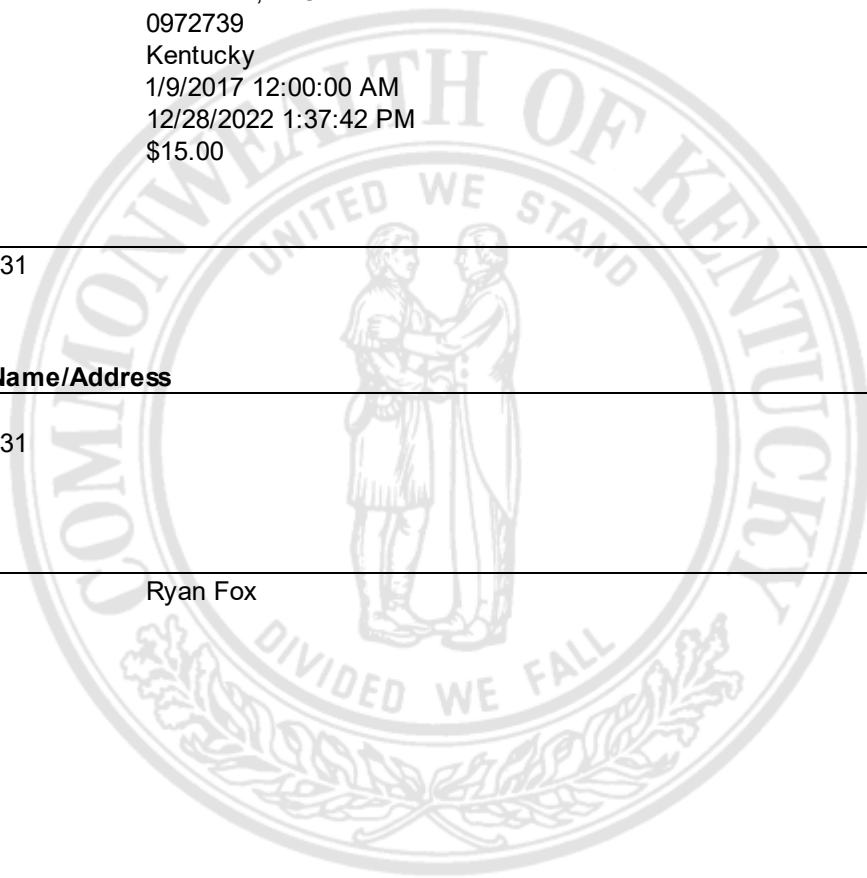 0972739
Kentucky
1/9/2017 12:00:00 AM
12/28/2022 1:37:42 PM
$15.00
31
Name/Address
31
Ryan Fox
COMMONWEALTH OF KENTUCKY
UNITED WE STAND
DIVIDED WE FALL